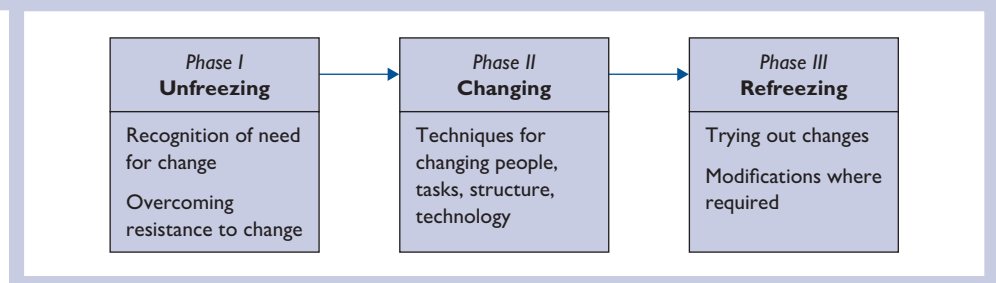 Phase I
Unfreezing
Recognition of need
for change
Overcoming
resistance to change
Phase II
Changing
Techniques for
changing people,
tasks, structure,
technology
Phase III
Refreezing
Trying out changes
Modifications where
required